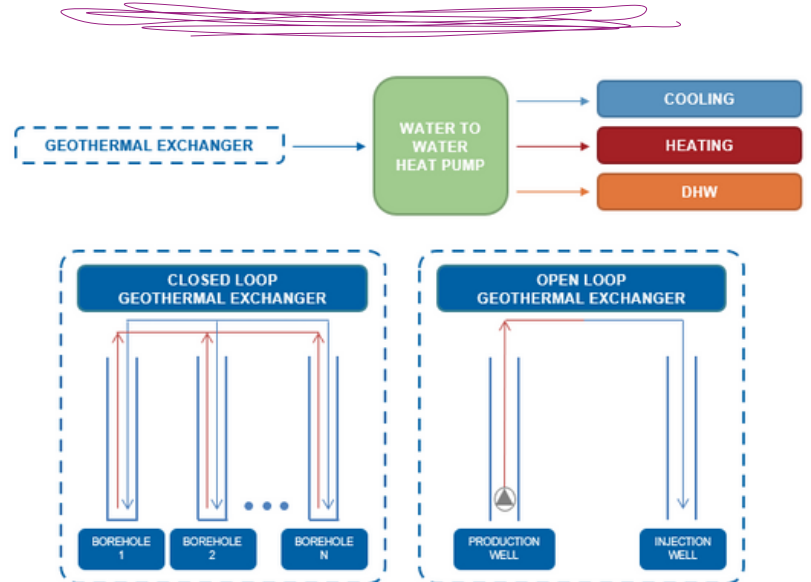 GEOTHERMAL EXCHANGER
WATER TO
WATER
HEAT PUMP
COOLING
HEATING
DHW
CLOSED LOOP
GEOTHERMAL EXCHANGER
OPEN LOOP
GEOTHERMAL EXCHANGER
BOREHOLE
1
BOREHOLE
2
BOREHOLE
N
PRODUCTION
WELL
INJECTION
WELL